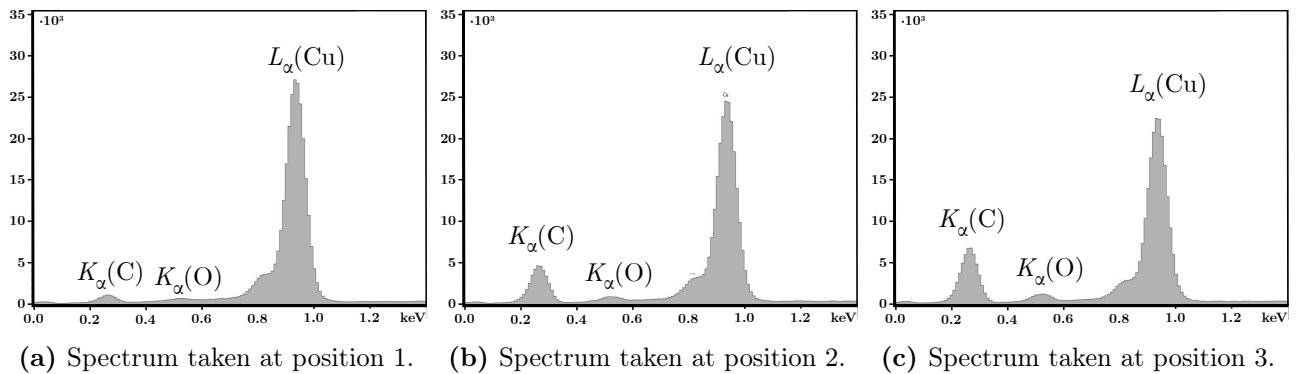 ·10³
35
30
25
20
15
10
5
0
0.0 0.2 0.4 0.6 0.8 1.0 1.2 keV
Kα(C)
Kα(O)
Lα(Cu)
(a) Spectrum taken at position 1.
·10³
35
30
25
20
15
10
5
0
0.0 0.2 0.4 0.6 0.8 1.0 1.2 keV
Kα(C)
Kα(O)
Lα(Cu)
Cu
(b) Spectrum taken at position 2.
·10³
35
30
25
20
15
10
5
0
0.0 0.2 0.4 0.6 0.8 1.0 1.2 keV
Kα(C)
Kα(O)
Lα(Cu)
(c) Spectrum taken at position 3.